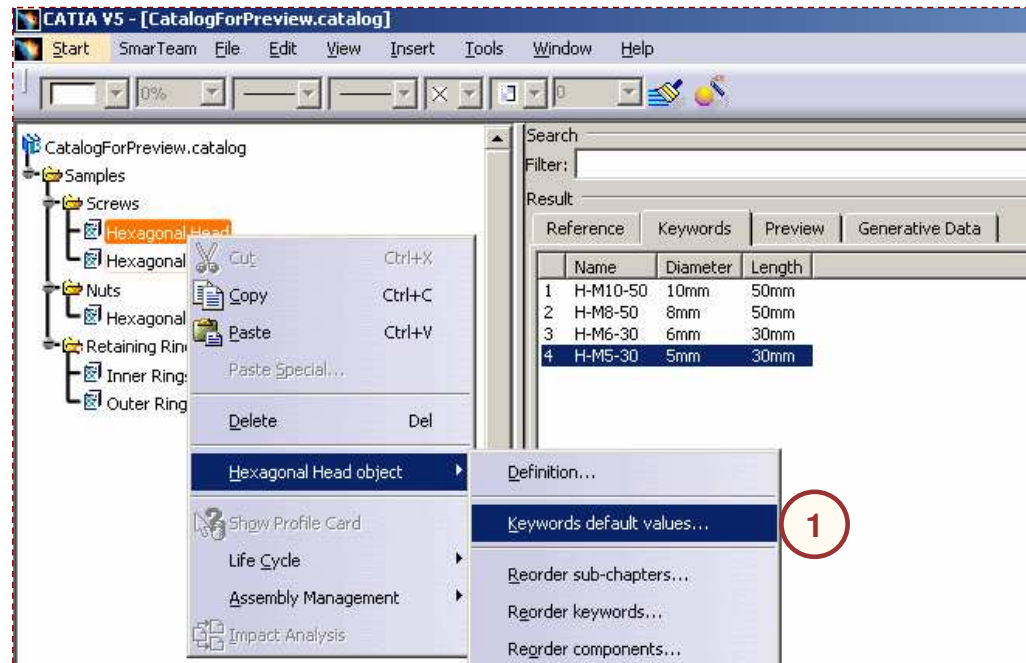 CATIA V5 - [CatalogForPreview.catalog]
Start SmarTeam File Edit View Insert Tools Window Help
0% 0
CatalogForPreview.catalog
Samples
Screws
Hexagonal Head
Hexagonal
Nuts
Hexagonal
Retaining Rin
Inner Ring
Outer Ring
Search
Filter:
Result
Reference Keywords Preview Generative Data
Name Diameter Length
1 H-M10-50 10mm 50mm
2 H-M8-50 8mm 50mm
3 H-M6-30 6mm 30mm
4 H-M5-30 5mm 30mm
Cut Ctrl+X
Copy Ctrl+C
Paste Ctrl+V
Paste Special...
Delete Del
Hexagonal Head object
Show Profile Card
Life Cycle
Assembly Management
Impact Analysis
Definition...
Keywords default values...
1
Reorder sub-chapters...
Reorder keywords...
Reorder components...